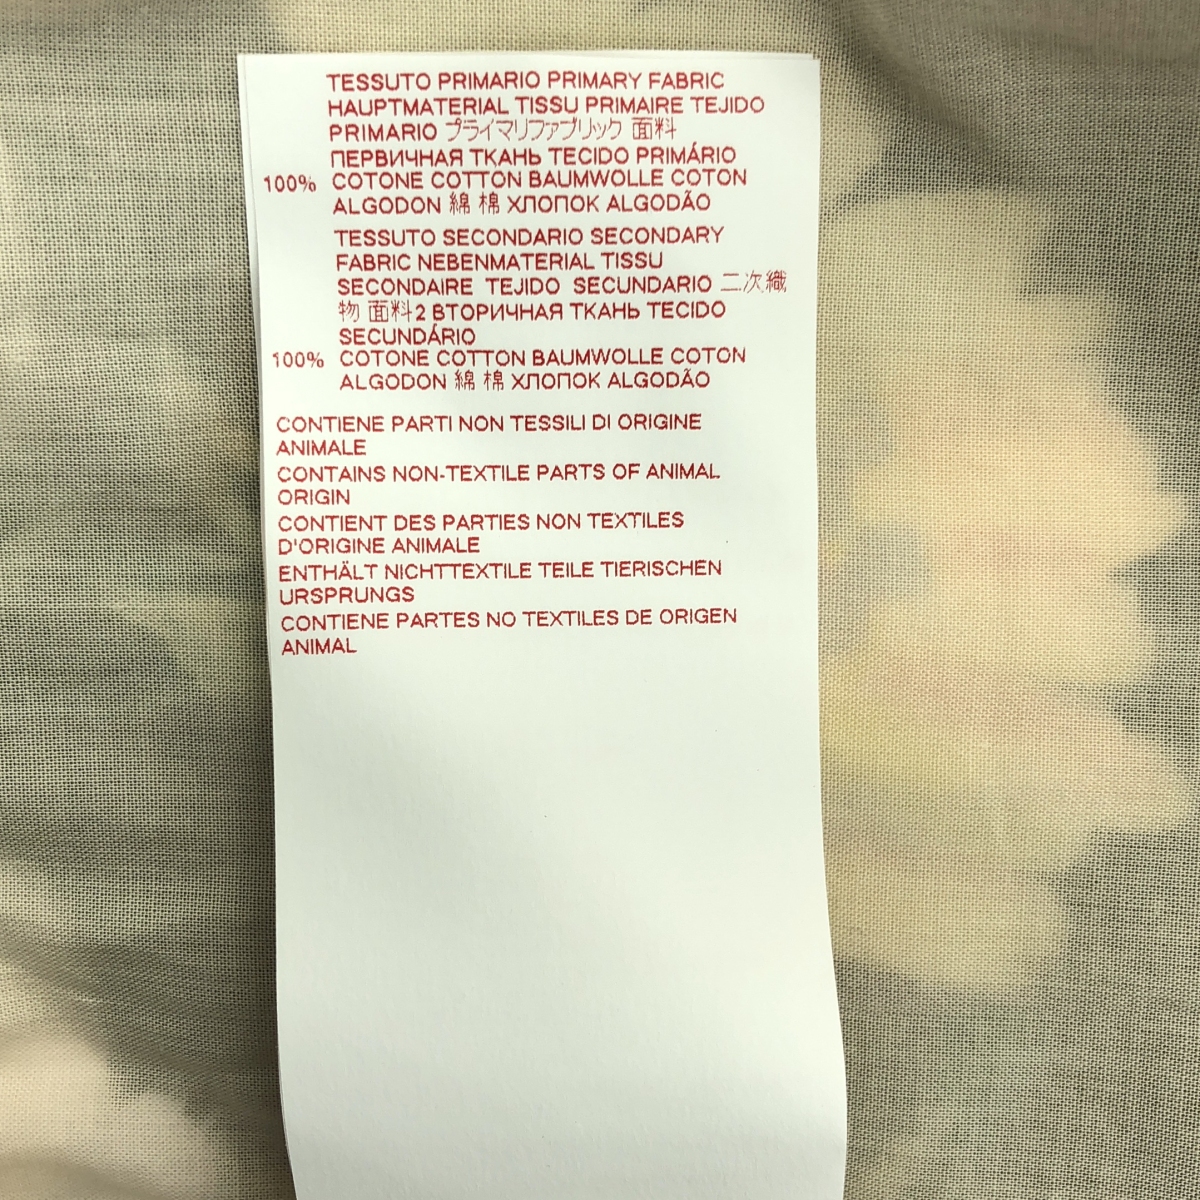 TESSUTO PRIMARIO PRIMARY FABRIC
HAUPTMATERIAL TISSU PRIMAIRE TEJIDO
PRIMARIO プライマリファブリック 面料
ПЕРВИЧНАЯ ТКАНЬ TECIDO PRIMÁRIO
100% COTONE COTTON BAUMWOLLE COTON
ALGODON 綿 棉 ХЛОПОК ALGODÃO
TESSUTO SECONDARIO SECONDARY
FABRIC NEBENMATERIAL TISSU
SECONDAIRE TEJIDO SECUNDARIO 二次織
物 面料2 ВТОРИЧНАЯ ТКАНЬ TECIDO
SECUNDÁRIO
100% COTONE COTTON BAUMWOLLE COTON
ALGODON 綿 棉 ХЛОПОК ALGODÃO
CONTIENE PARTI NON TESSILI DI ORIGINE
ANIMALE
CONTAINS NON-TEXTILE PARTS OF ANIMAL
ORIGIN
CONTIENT DES PARTIES NON TEXTILES
D'ORIGINE ANIMALE
ENTHÄLT NICHTTEXTILE TEILE TIERISCHEN
URSPRUNGS
CONTIENE PARTES NO TEXTILES DE ORIGEN
ANIMAL